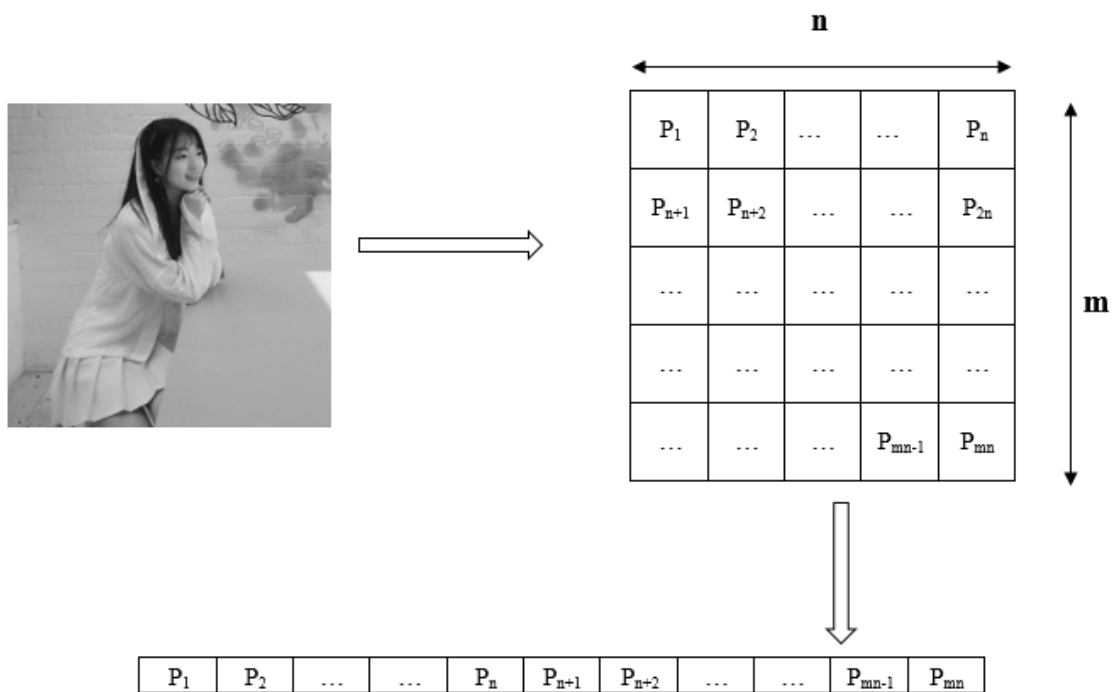 n
P₁ P₂ ... ... Pₙ
Pₙ₊₁ Pₙ₊₂ ... ... P₂ₙ
... ... ... ... ...
m
... ... ... ... ...
... ... ... Pₘₙ₋₁ Pₘₙ
P₁ P₂ ... ... Pₙ Pₙ₊₁ Pₙ₊₂ ... ... Pₘₙ₋₁ Pₘₙ